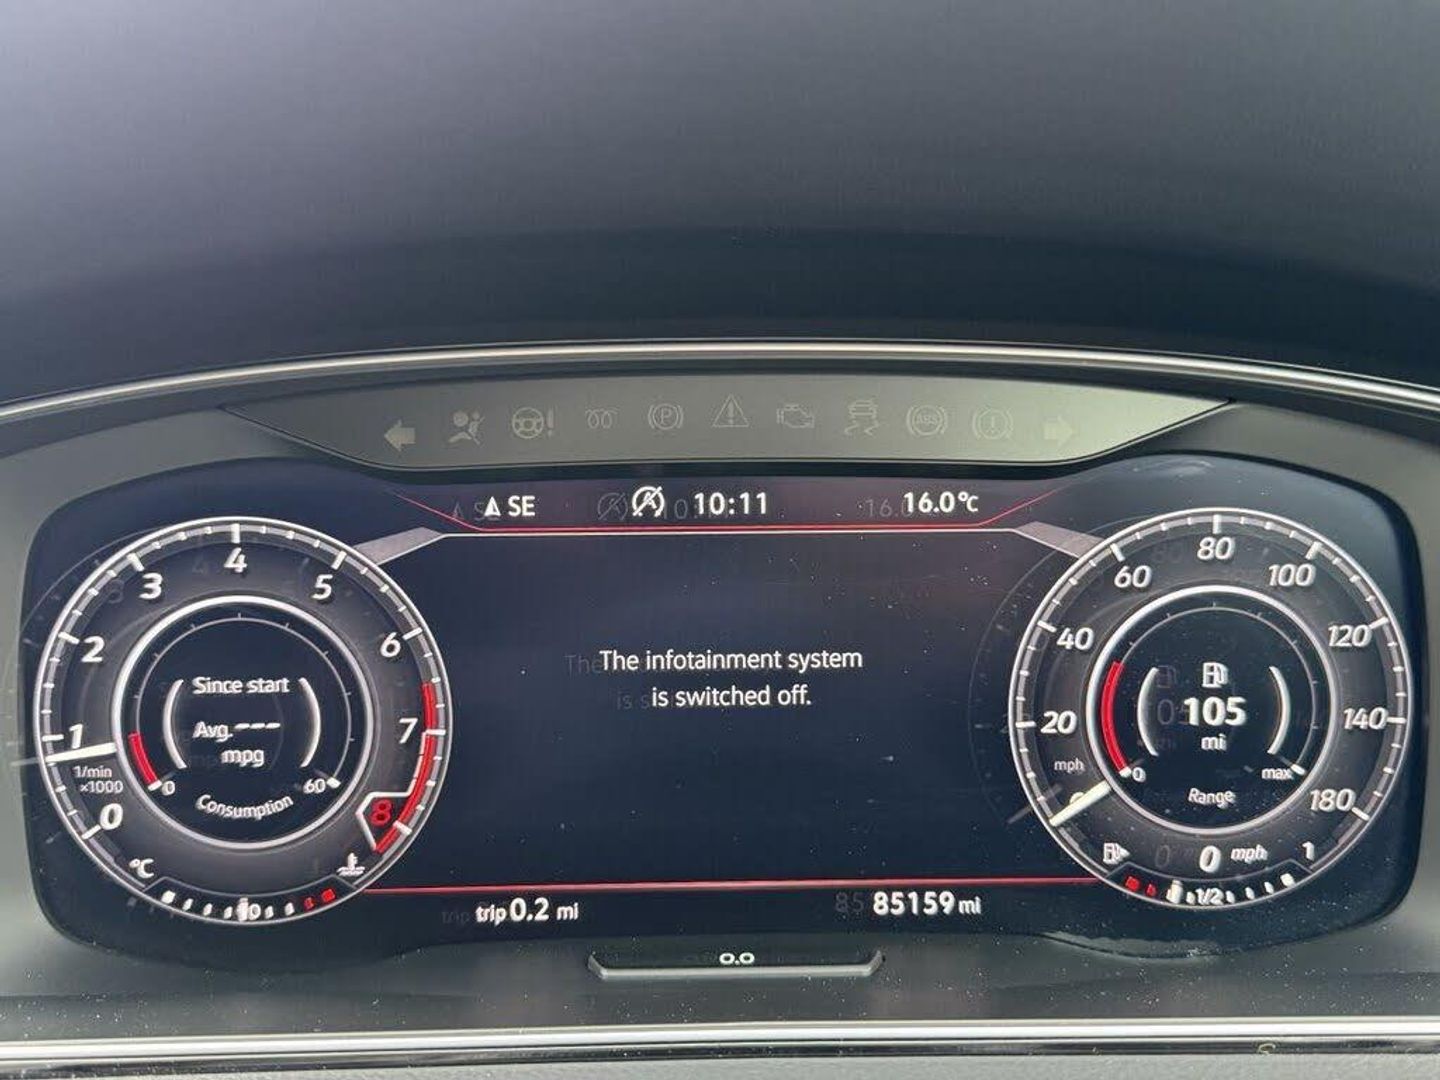 P
ABS
SE 10:11 16.0°C
0 1 2 3 4 5 6 7 8
1/min
x1000
Since start
Avg. ---
mpg
0 60
Consumption
°C
90
The infotainment system
is switched off.
0 20 40 60 80 100 120 140 180
mph
105
mi
0 max.
Range
0 mph
1/2 1
trip 0.2 mi
85159 mi
0.0